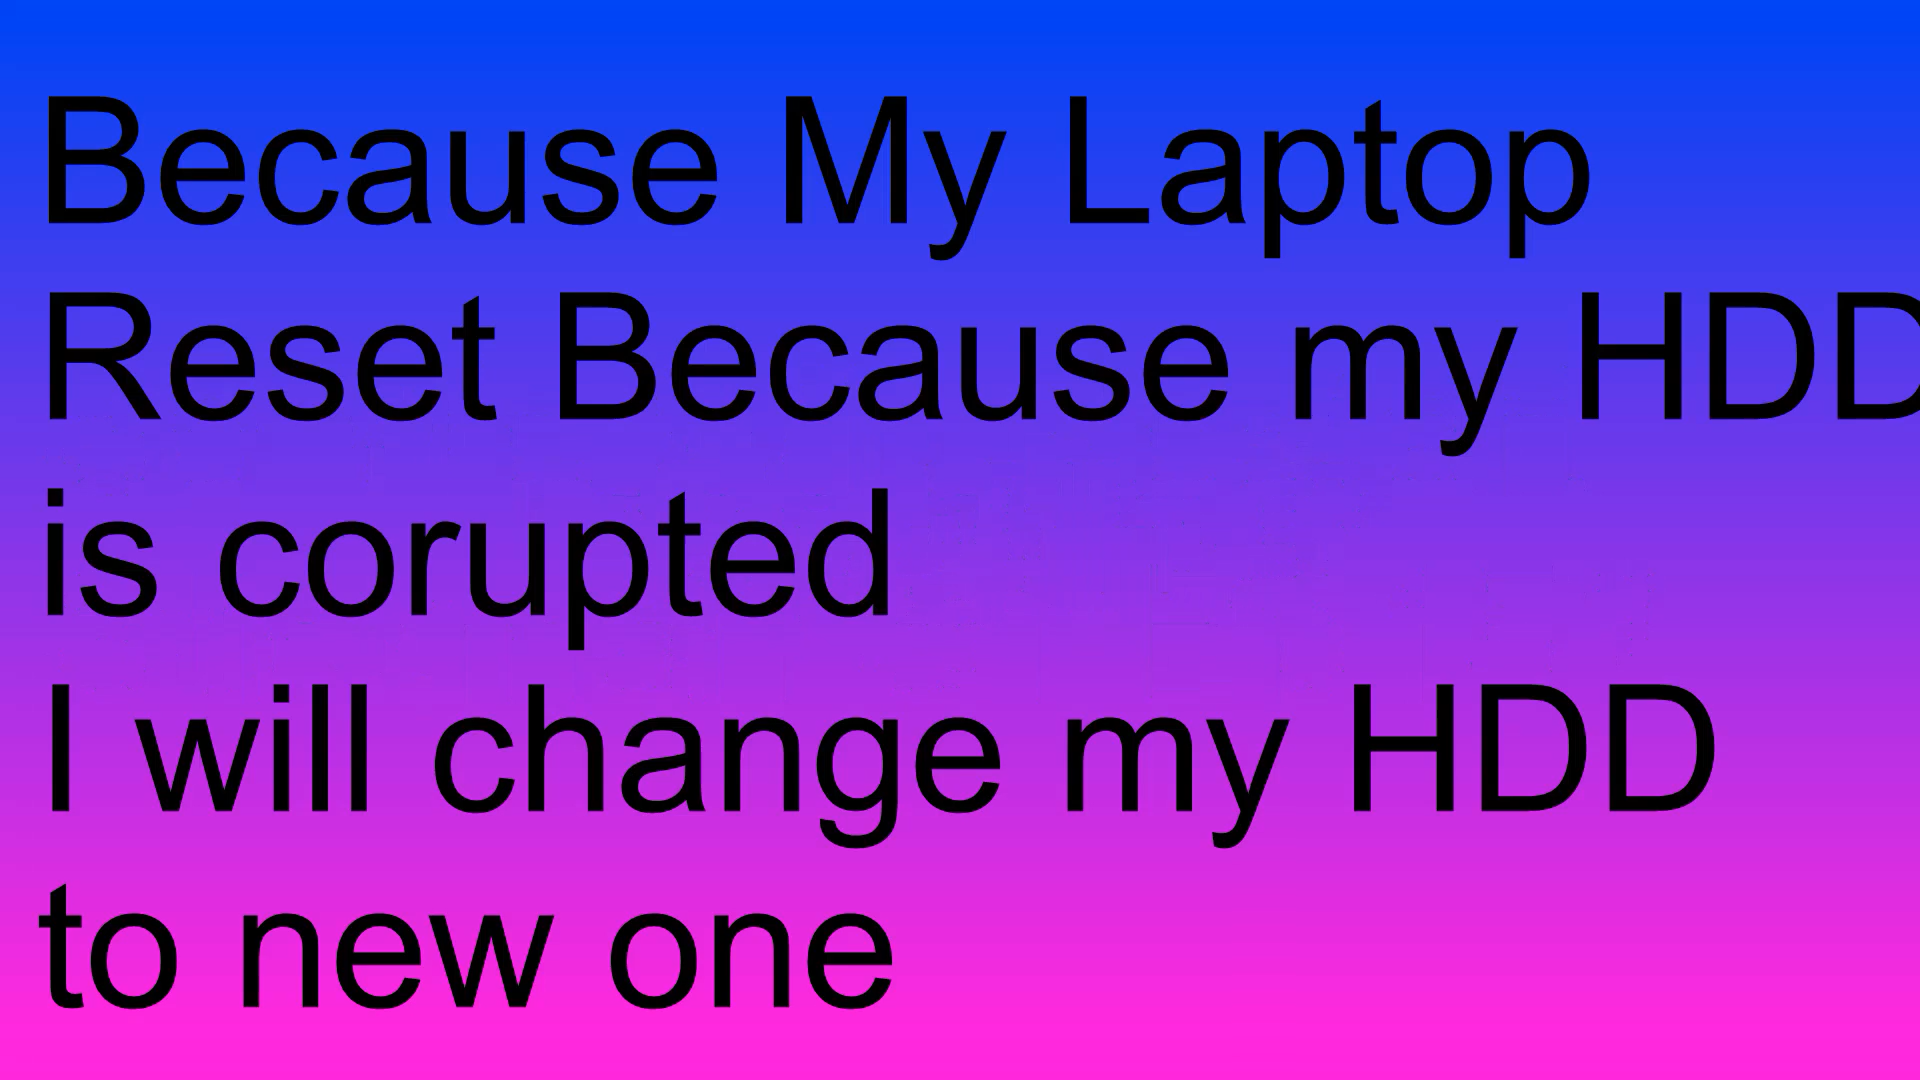 Because My Laptop
Reset Because my HDD
is corupted
I will change my HDD
to new one